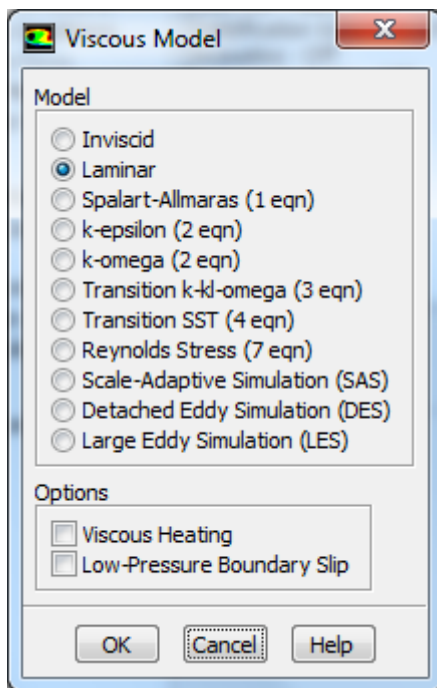 Viscous Model
Model
Inviscid
Laminar
Spalart-Allmaras (1 eqn)
k-epsilon (2 eqn)
k-omega (2 eqn)
Transition k-kl-omega (3 eqn)
Transition SST (4 eqn)
Reynolds Stress (7 eqn)
Scale-Adaptive Simulation (SAS)
Detached Eddy Simulation (DES)
Large Eddy Simulation (LES)
Options
Viscous Heating
Low-Pressure Boundary Slip
OK Cancel Help